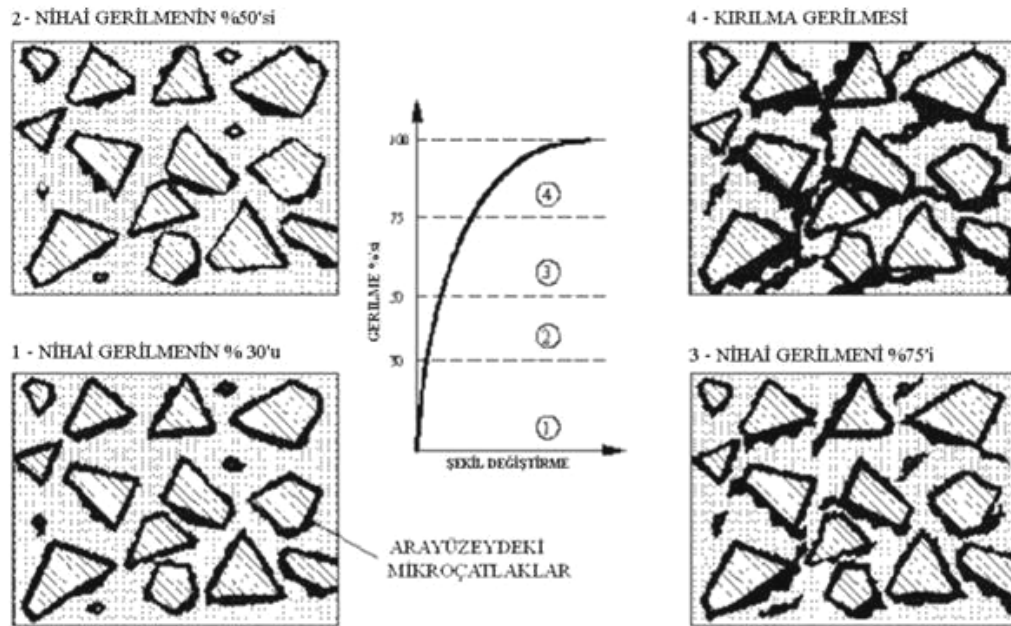 2 - NİHAİ GERİLMENİN %50'si
4 - KIRILMA GERİLMESİ
GERİLME %'si
100
75
50
30
4
3
2
1
ŞEKİL DEĞİŞTİRME
1 - NİHAİ GERİLMENİN % 30'u
3 - NİHAİ GERİLMENİ %75'i
ARAYÜZEYDEKİ
MİKROÇATLAKLAR